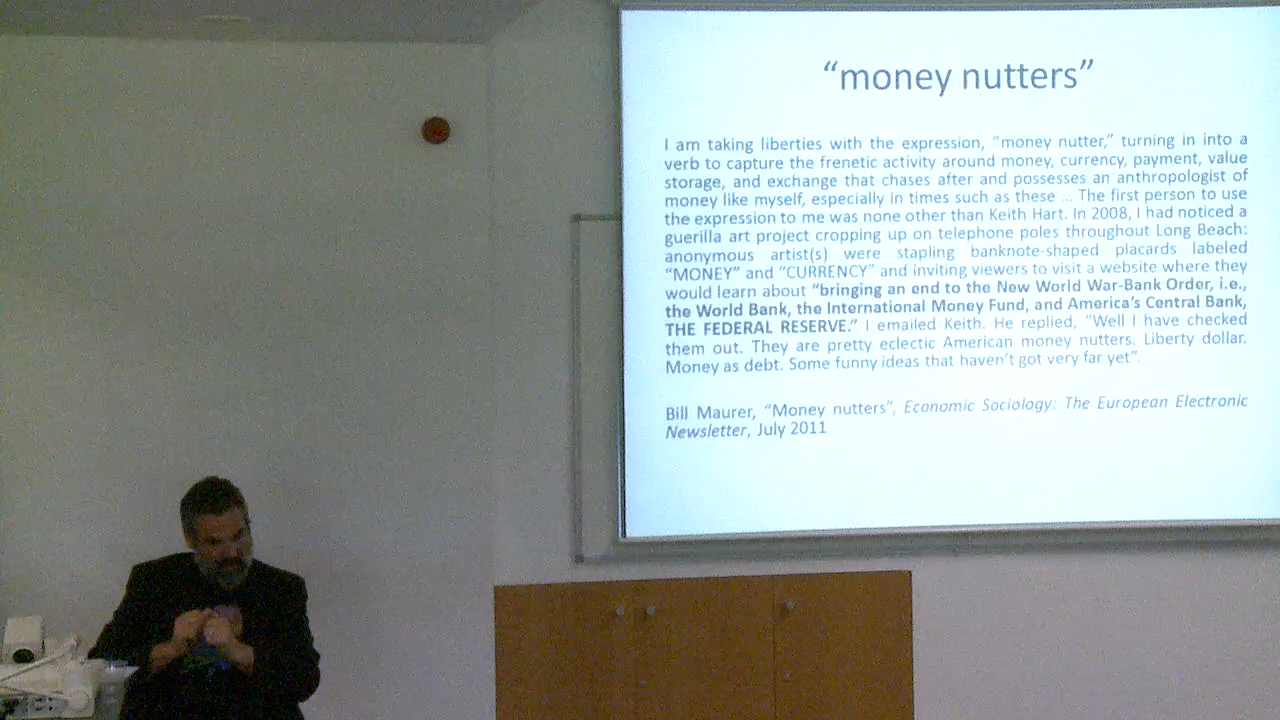 “money nutters”
I am taking liberties with the expression, “money nutter,” turning in into a
verb to capture the frenetic activity around money, currency, payment, value
storage, and exchange that chases after and possesses an anthropologist of
money like myself, especially in times such as these ... The first person to use
the expression to me was none other than Keith Hart. In 2008, I had noticed a
guerilla art project cropping up on telephone poles throughout Long Beach:
anonymous artist(s) were stapling banknote-shaped placards labeled
“MONEY” and “CURRENCY” and inviting viewers to visit a website where they
would learn about “bringing an end to the New World War-Bank Order, i.e.,
the World Bank, the International Money Fund, and America’s Central Bank,
THE FEDERAL RESERVE.” I emailed Keith. He replied, “Well I have checked
them out. They are pretty eclectic American money nutters. Liberty dollar.
Money as debt. Some funny ideas that haven’t got very far yet”.
Bill Maurer, “Money nutters”, Economic Sociology: The European Electronic
Newsletter, July 2011